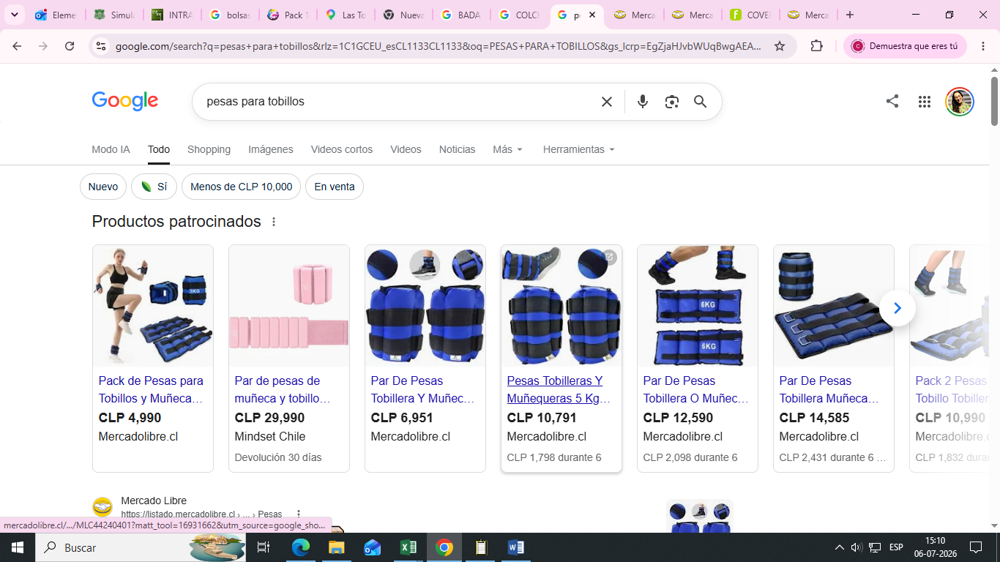 Eleme
Simula
INTRA
bolsas
Pack 1
Las To
Nueva
BADA
COLCH
pe
Merca
Merca
COVE
Merca
google.com/search?q=pesas+para+tobillos&rlz=1C1GCEU_esCL1133CL1133&oq=PESAS+PARA+TOBILLOS&gs_lcrp=EgZjaHJvbWUqBwgAEA...
Demuestra que eres tú
Google
pesas para tobillos
Modo IA Todo Shopping Imágenes Videos cortos Videos Noticias Más Herramientas
Nuevo Sí Menos de CLP 10,000 En venta
Productos patrocinados
3KG
Pack de Pesas para
Tobillos y Muñeca...
CLP 4,990
Mercadolibre.cl
Par de pesas de
muñeca y tobillo...
CLP 29,990
Mindset Chile
Devolución 30 días
Par De Pesas
Tobillera Y Muñec...
CLP 6,951
Mercadolibre.cl
Pesas Tobilleras Y
Muñequeras 5 Kg...
CLP 10,791
Mercadolibre.cl
CLP 1,798 durante 6
6KG
6KG
Par De Pesas
Tobillera O Muñec...
CLP 12,590
Mercadolibre.cl
CLP 2,098 durante 6
Par De Pesas
Tobillera Muñeca...
CLP 14,585
Mercadolibre.cl
CLP 2,431 durante 6 ...
Pack 2 Pesas
Tobillo Tobiller
CLP 10,990
Mercadolibre.
CLP 1,832 dura
Mercado Libre
https://listado.mercadolibre.cl › ... › Pesas
mercadolibre.cl/.../MLC44240401?matt_tool=16931662&utm_source=google_sho...
Buscar
ESP
15:10
06-07-2026